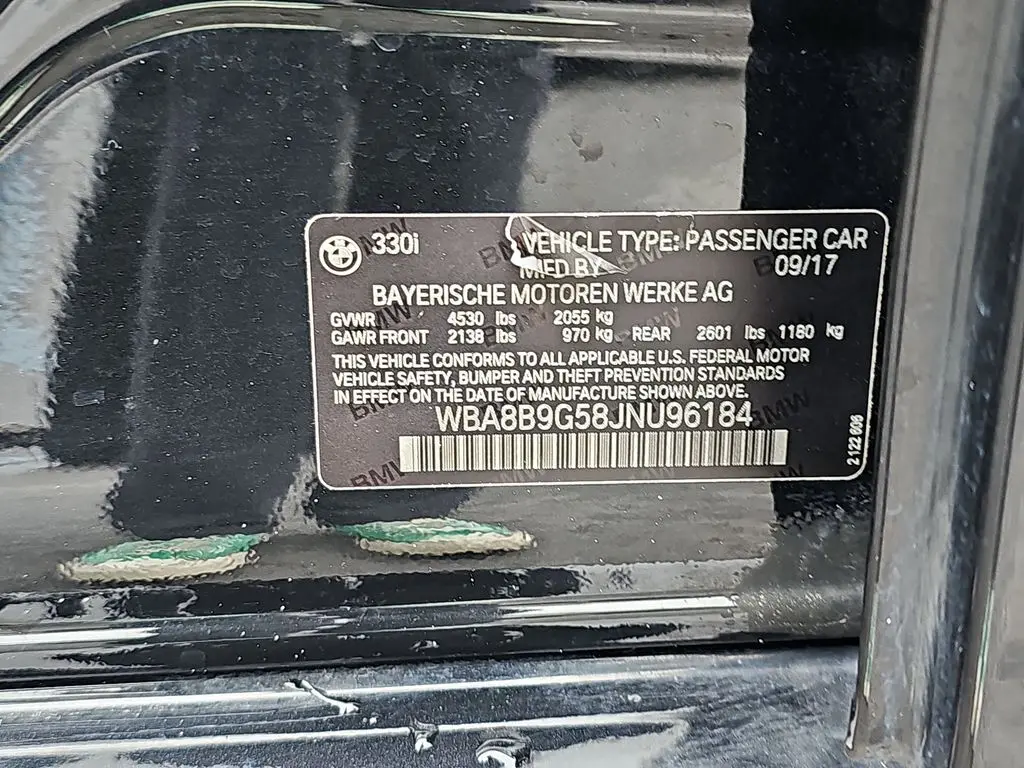 330i VEHICLE TYPE: PASSENGER CAR
MFD BY 09/17
BAYERISCHE MOTOREN WERKE AG
GVWR 4530 lbs 2055 kg
GAWR FRONT 2138 lbs 970 kg REAR 2601 lbs 1180 kg
THIS VEHICLE CONFORMS TO ALL APPLICABLE U.S. FEDERAL MOTOR
VEHICLE SAFETY, BUMPER AND THEFT PREVENTION STANDARDS
IN EFFECT ON THE DATE OF MANUFACTURE SHOWN ABOVE.
WBA8B9G58JNU96184
2122606